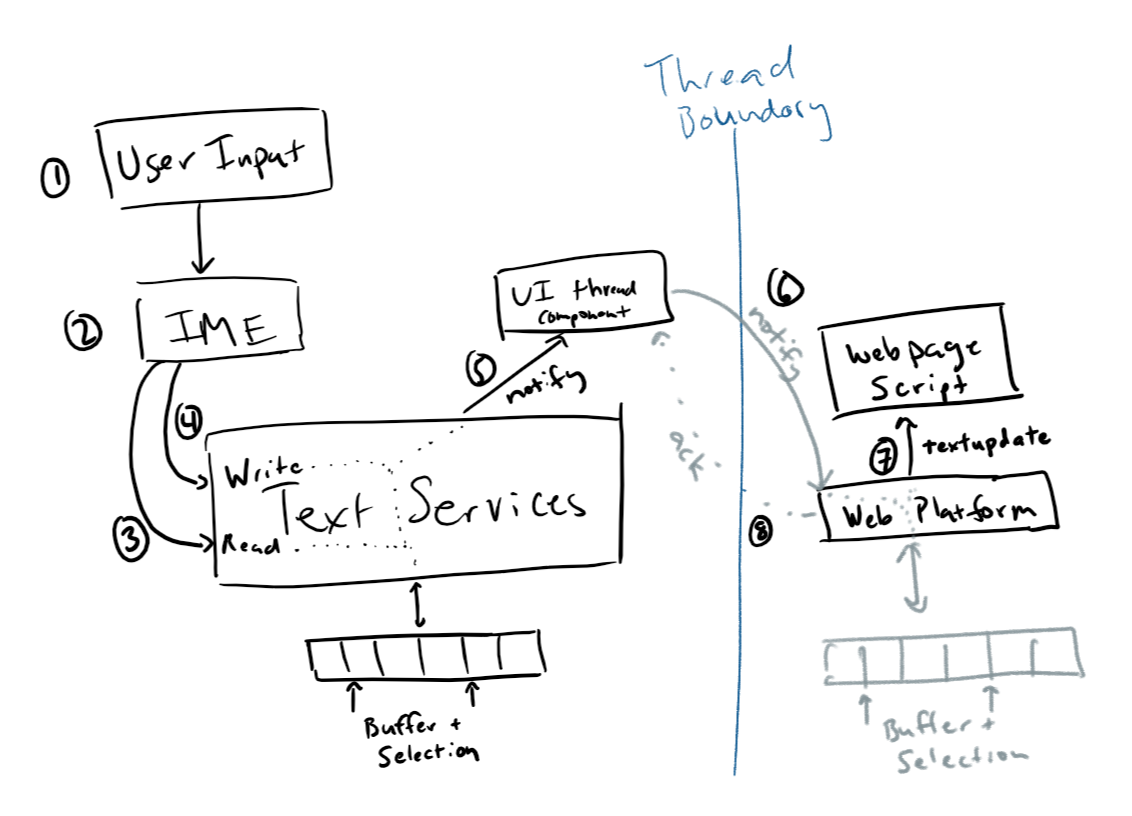 Thread
Boundory
① User Input
② IME
UI thread
component
⑥ notify
Webpage
Script
⑤ notify
④
Write
Text Services
③ Read
ack
⑦ textupdate
Web Platform
⑧
Buffer +
Selection
Buffer +
Selection